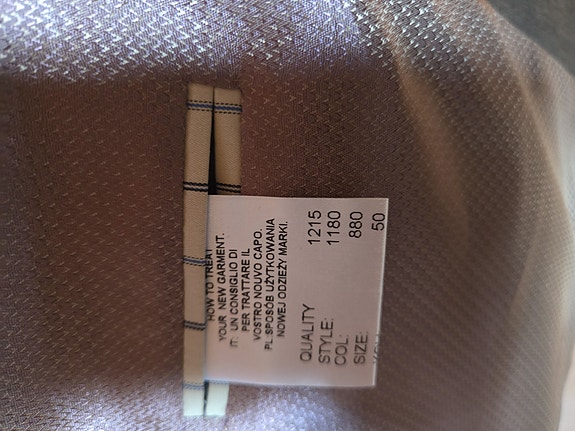 HOW TO TREAT
YOUR NEW GARMENT.
IT: UN CONSIGLIO DI
PER TRATTARE IL
VOSTRO NOUVO CAPO.
PL:SPOSÓB UŻYTKOWANIA
NOWEJ ODZIEŻY MARKI.
QUALITY 1215
STYLE: 1180
COL: 880
SIZE: 50